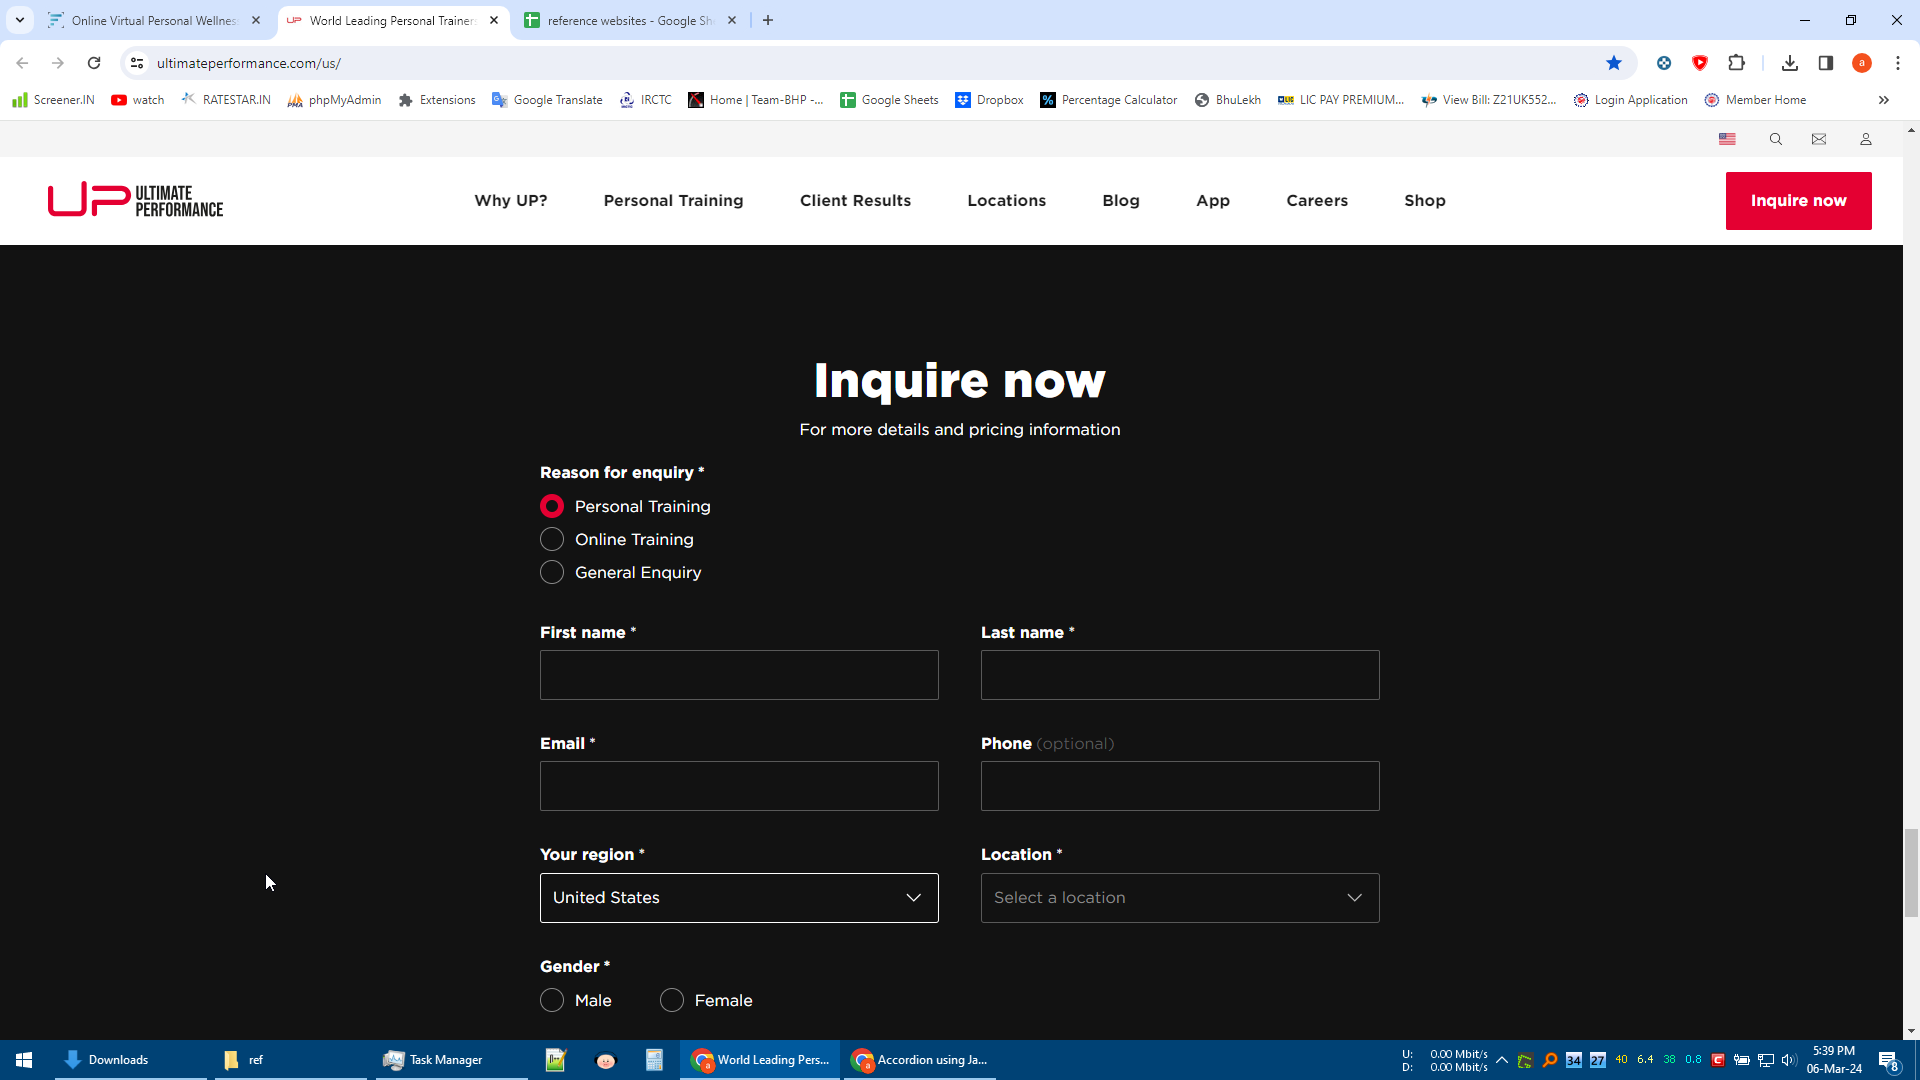 Online Virtual Personal Wellnes
World Leading Personal Trainers
reference websites - Google Sh
ultimateperformance.com/us/
a
Screener.IN
watch
RATESTAR.IN
phpMyAdmin
Extensions
Google Translate
IRCTC
Home | Team-BHP -...
Google Sheets
Dropbox
Percentage Calculator
BhuLekh
LIC PAY PREMIUM...
View Bill: Z21UK552...
Login Application
Member Home
UP ULTIMATE
PERFORMANCE
Why UP?
Personal Training
Client Results
Locations
Blog
App
Careers
Shop
Inquire now
Inquire now
For more details and pricing information
Reason for enquiry *
Personal Training
Online Training
General Enquiry
First name *
Last name *
Email *
Phone (optional)
Your region *
Location *
United States
Select a location
Gender *
Male
Female
Downloads
ref
Task Manager
World Leading Pers...
Accordion using Ja...
U: 0.00 Mbit/s
D: 0.00 Mbit/s
34
27
40
6.4
38
0.8
5:39 PM
06-Mar-24
8